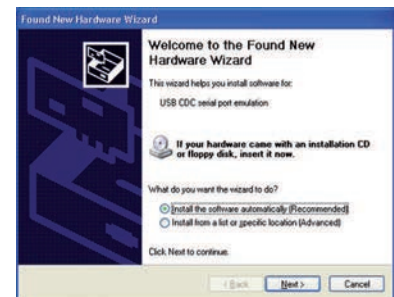 Found New Hardware Wizard
Welcome to the Found New
Hardware Wizard
This wizard helps you install software for:
USB CDC serial port emulation
If your hardware came with an installation CD
or floppy disk, insert it now.
What do you want the wizard to do?
Install the software automatically (Recommended)
Install from a list or specific location (Advanced)
Click Next to continue.
< Back
Next >
Cancel